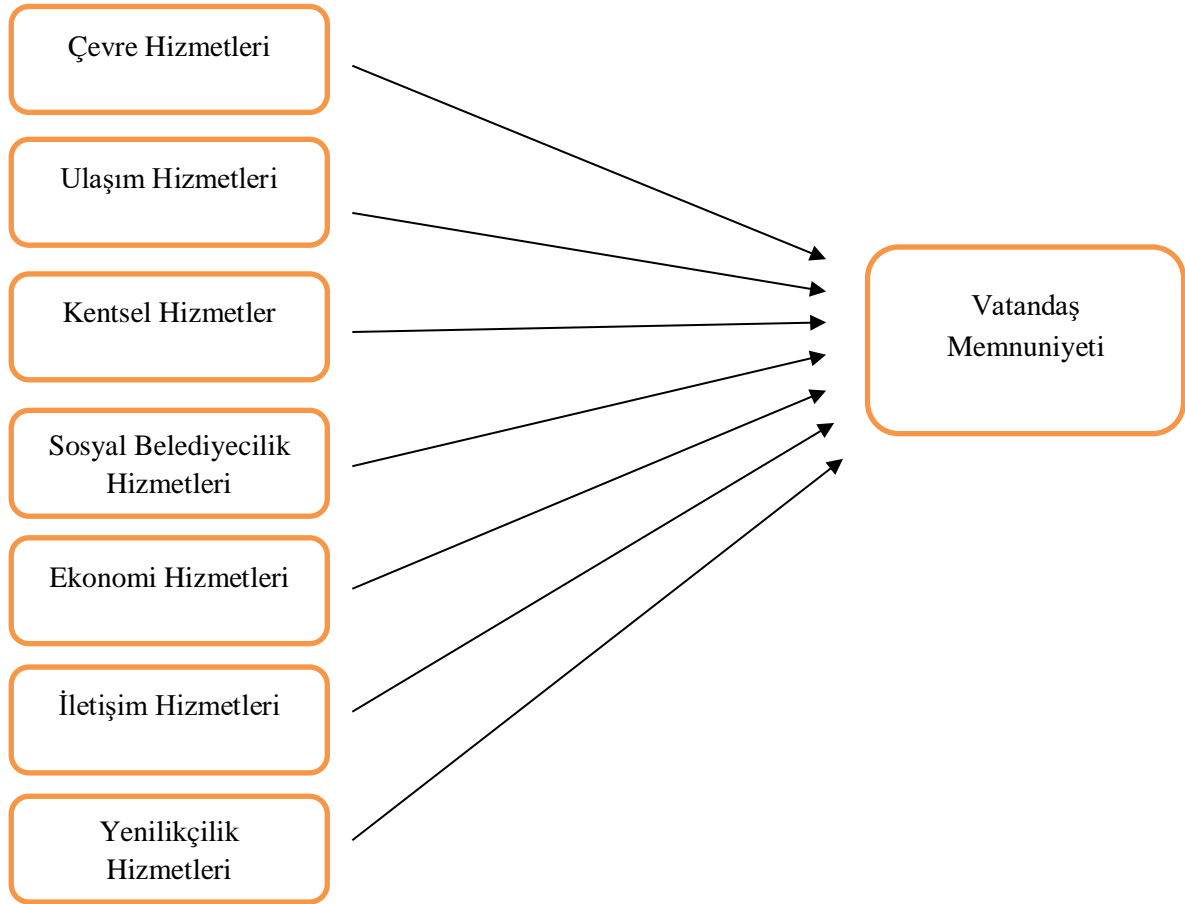 Çevre Hizmetleri
Ulaşım Hizmetleri
Kentsel Hizmetler
Sosyal Belediyecilik
Hizmetleri
Ekonomi Hizmetleri
İletişim Hizmetleri
Yenilikçilik
Hizmetleri
Vatandaş
Memnuniyeti